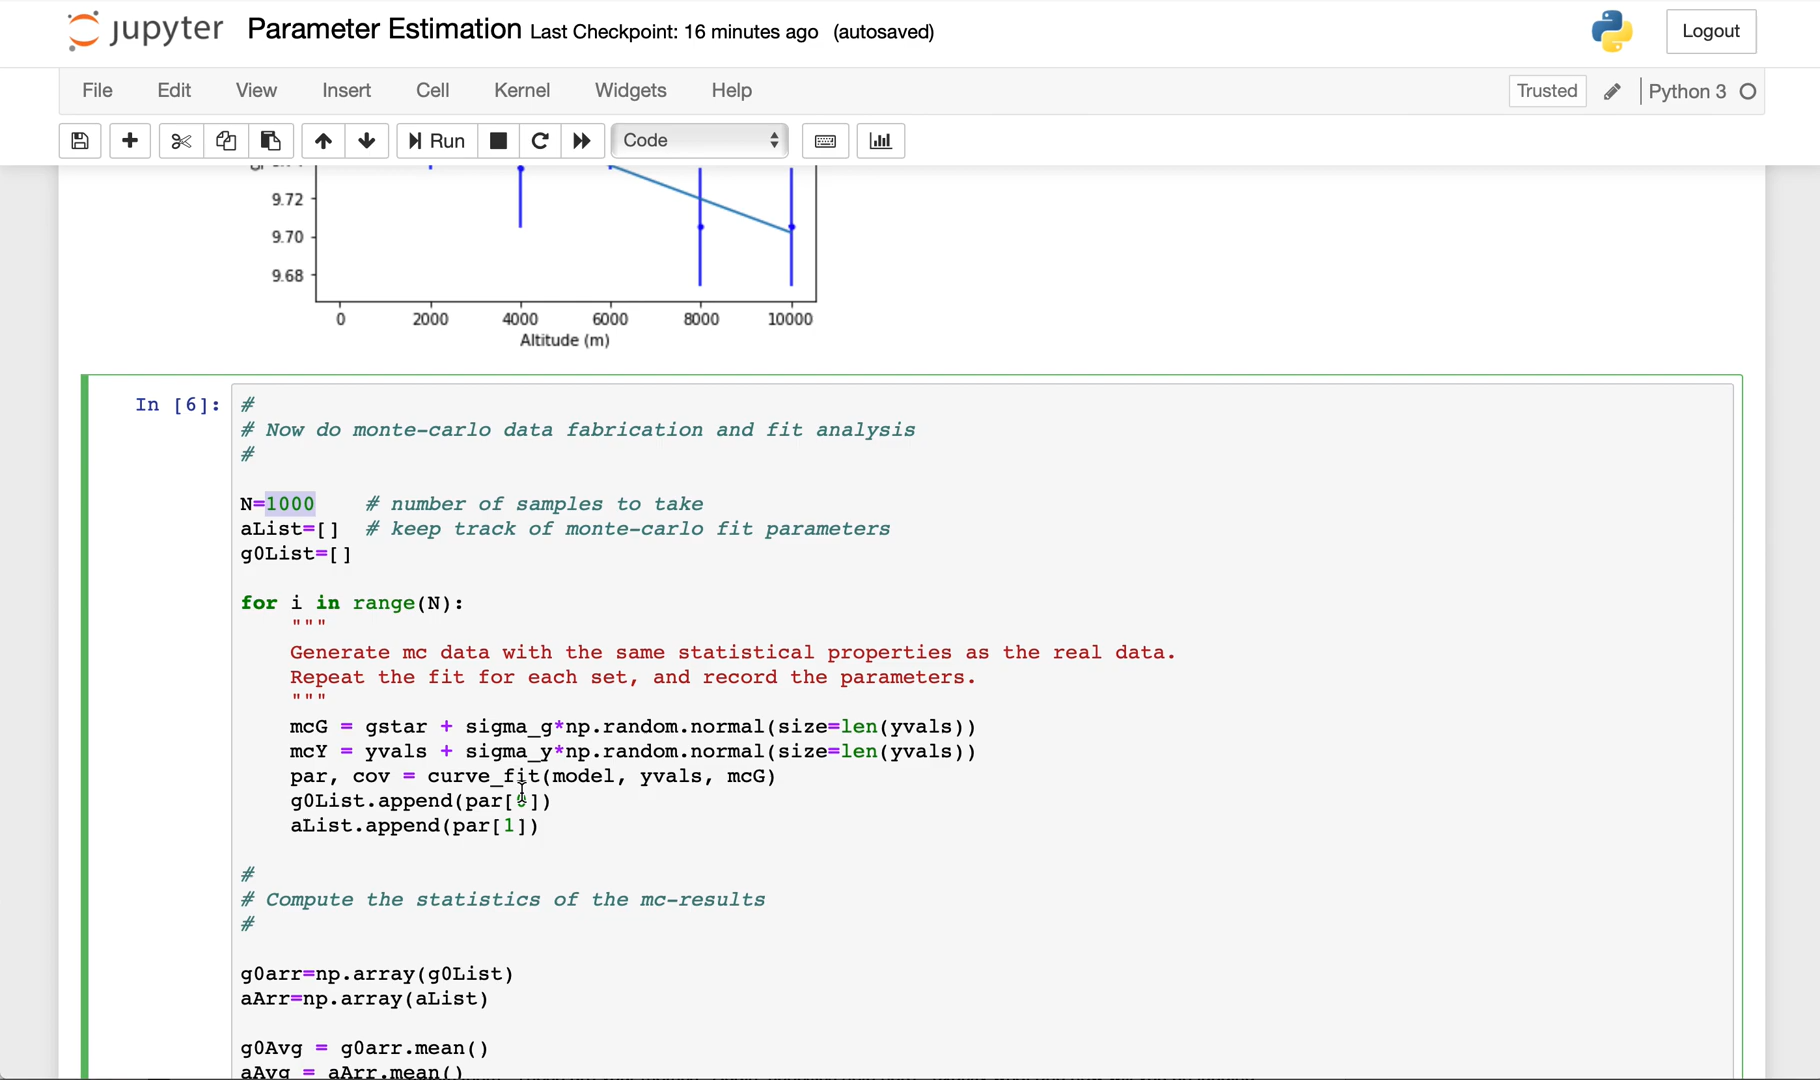 jupyter Parameter Estimation Last Checkpoint: 16 minutes ago (autosaved) Logout
File Edit View Insert Cell Kernel Widgets Help Trusted Python 3
Run Code
9.72
9.70
9.68
0 2000 4000 6000 8000 10000
Altitude (m)
In [6]: #
# Now do monte-carlo data fabrication and fit analysis
#
N=1000 # number of samples to take
aList=[] # keep track of monte-carlo fit parameters
g0List=[]
for i in range(N):
"""
Generate mc data with the same statistical properties as the real data.
Repeat the fit for each set, and record the parameters.
"""
mcG = gstar + sigma_g*np.random.normal(size=len(yvals))
mcY = yvals + sigma_y*np.random.normal(size=len(yvals))
par, cov = curve_fit(model, yvals, mcG)
g0List.append(par[0])
aList.append(par[1])
#
# Compute the statistics of the mc-results
#
g0arr=np.array(g0List)
aArr=np.array(aList)
g0Avg = g0arr.mean()
aAvg = aArr.mean()